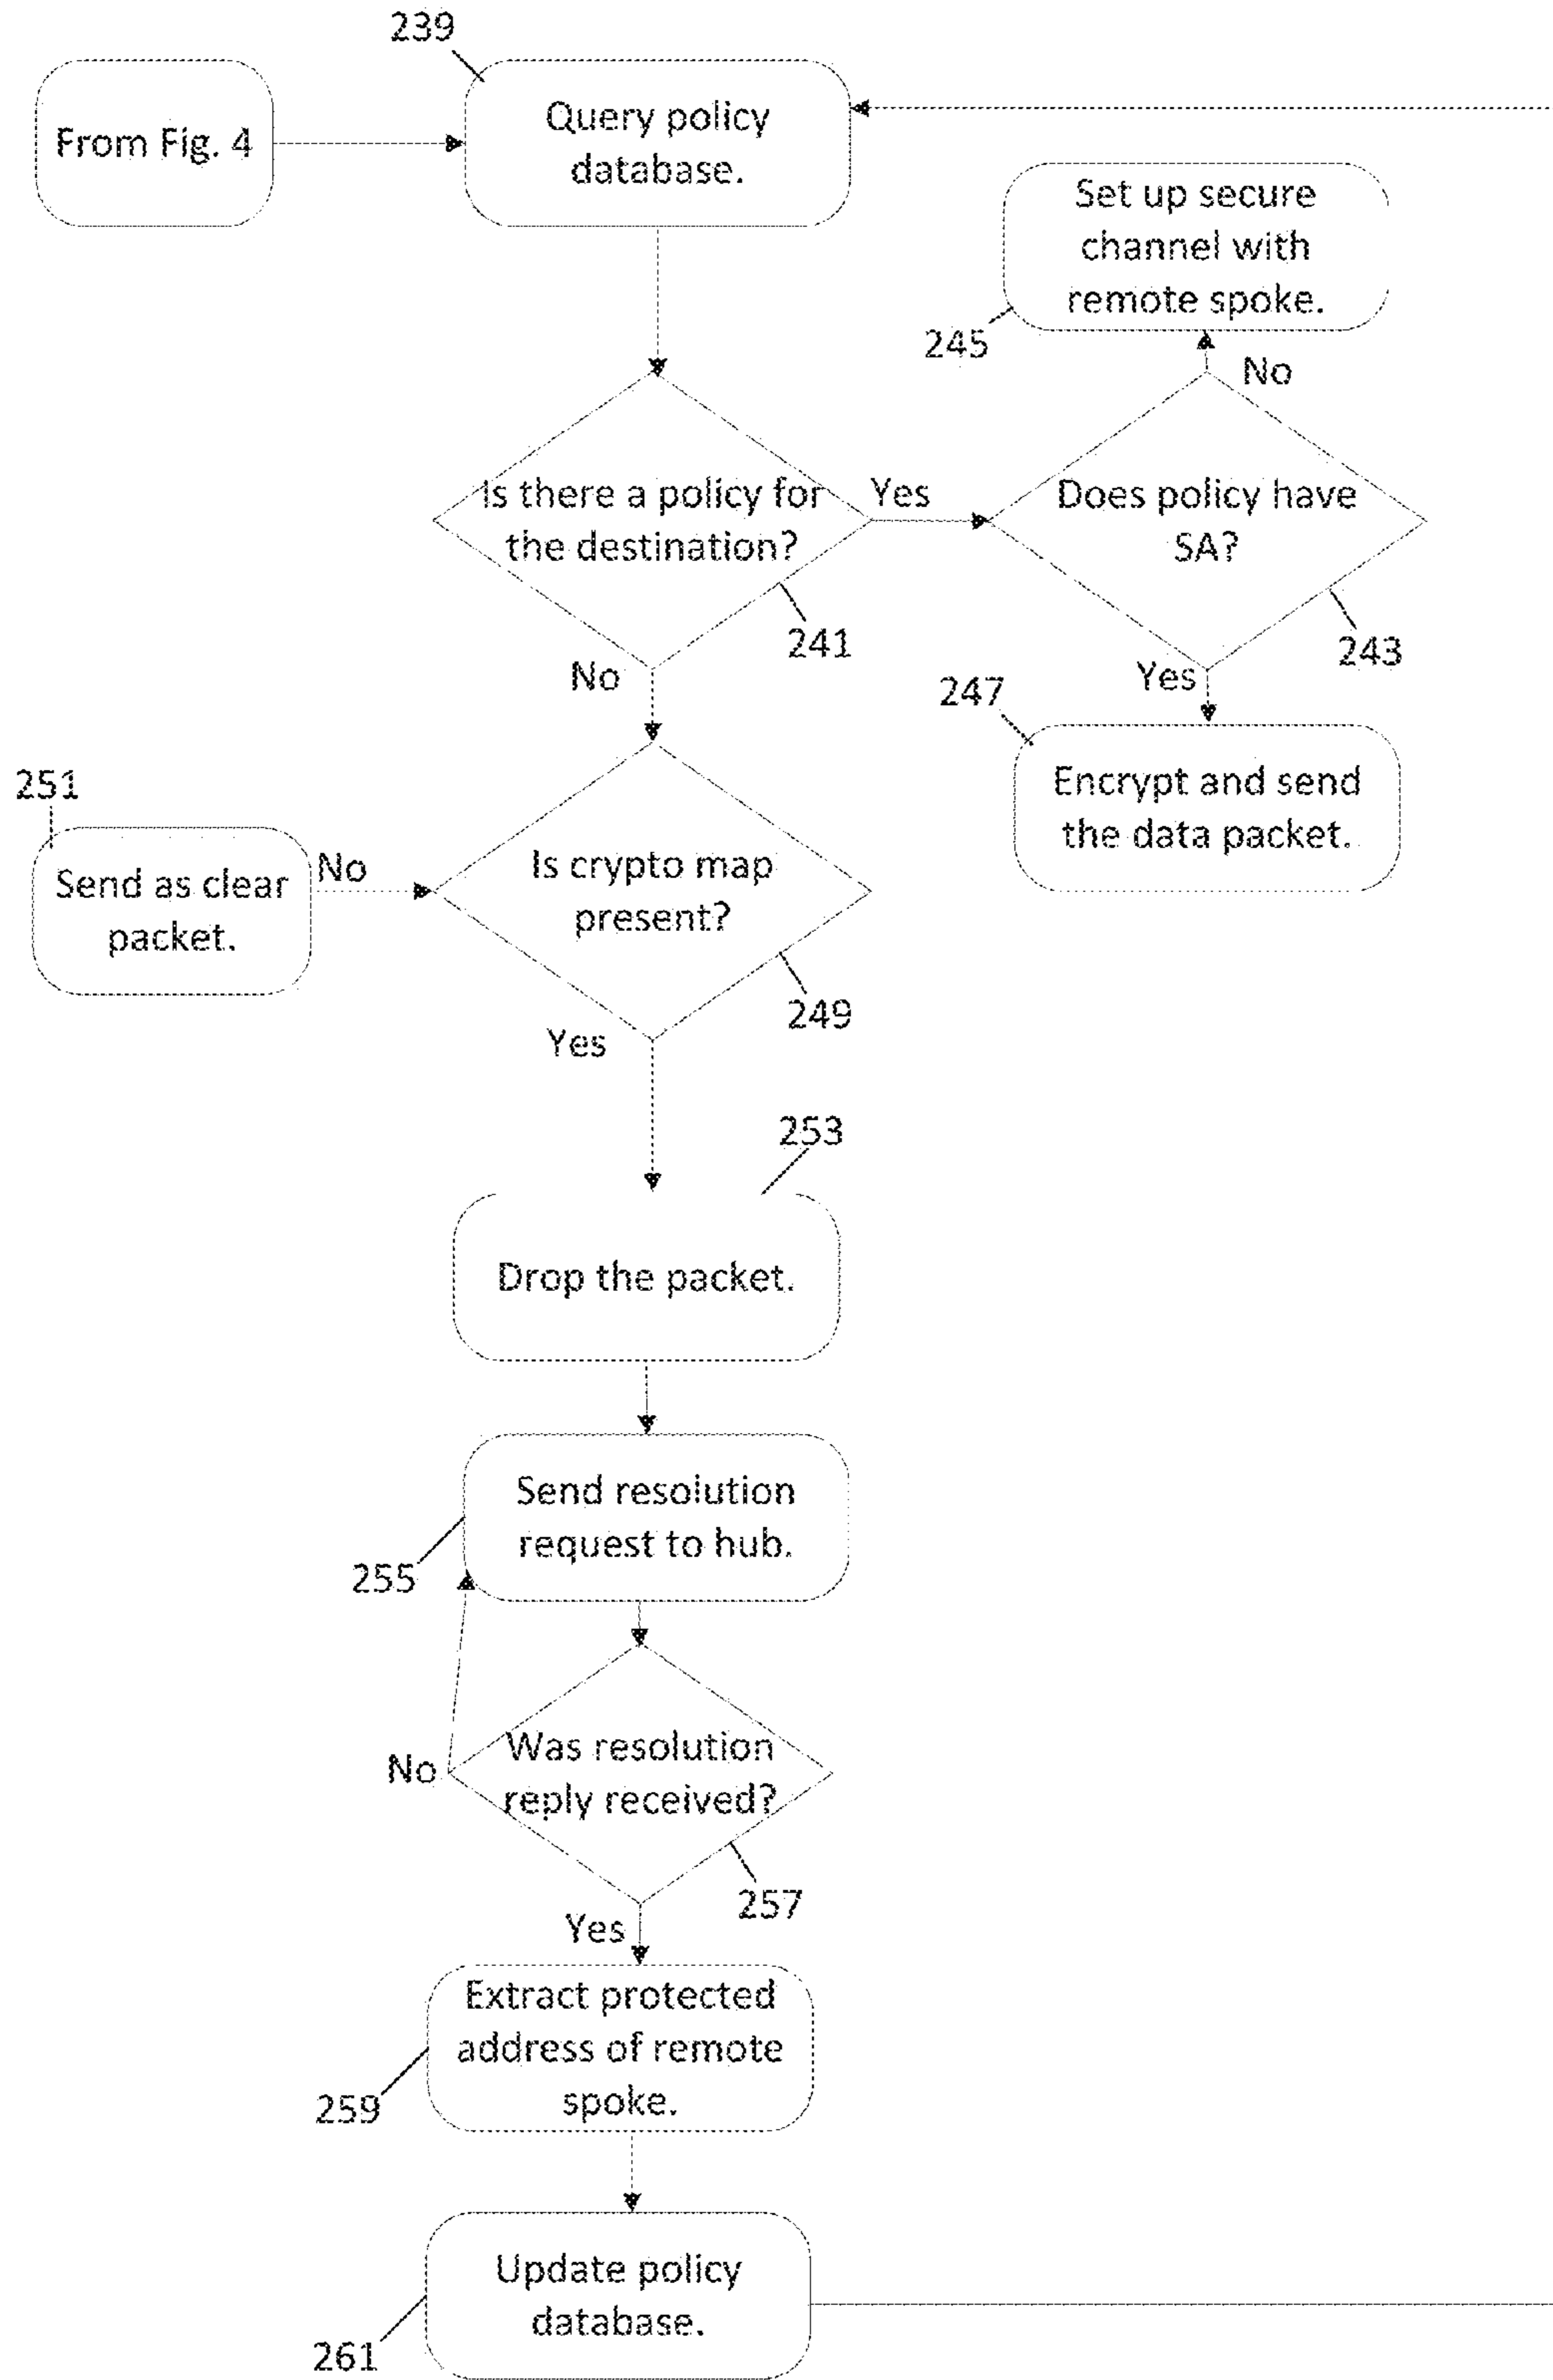 239
From Fig. 4
Query policy
database.
Set up secure
channel with
remote spoke.
245
No
Is there a policy for
the destination?
Yes
Does policy have
SA?
241
243
No
Yes
247
Encrypt and send
the data packet.
251
Send as clear
packet.
No
Is crypto map
present?
249
Yes
253
Drop the packet.
Send resolution
request to hub.
255
Was resolution
reply received?
No
257
Yes
Extract protected
address of remote
spoke.
259
Update policy
database.
261